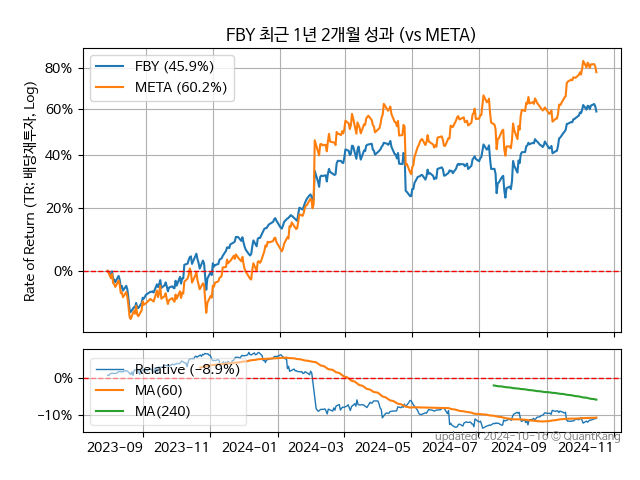 FBY 최근 1년 2개월 성과 (vs META)
FBY (45.9%)
META (60.2%)
80%
60%
40%
20%
0%
Rate of Return (TR: 배당재투자, Log)
Relative (−8.9%)
MA(60)
MA(240)
0%
−10%
updated: 2024-10-16 © QuantKang
2023-09 2023-11 2024-01 2024-03 2024-05 2024-07 2024-09 2024-11